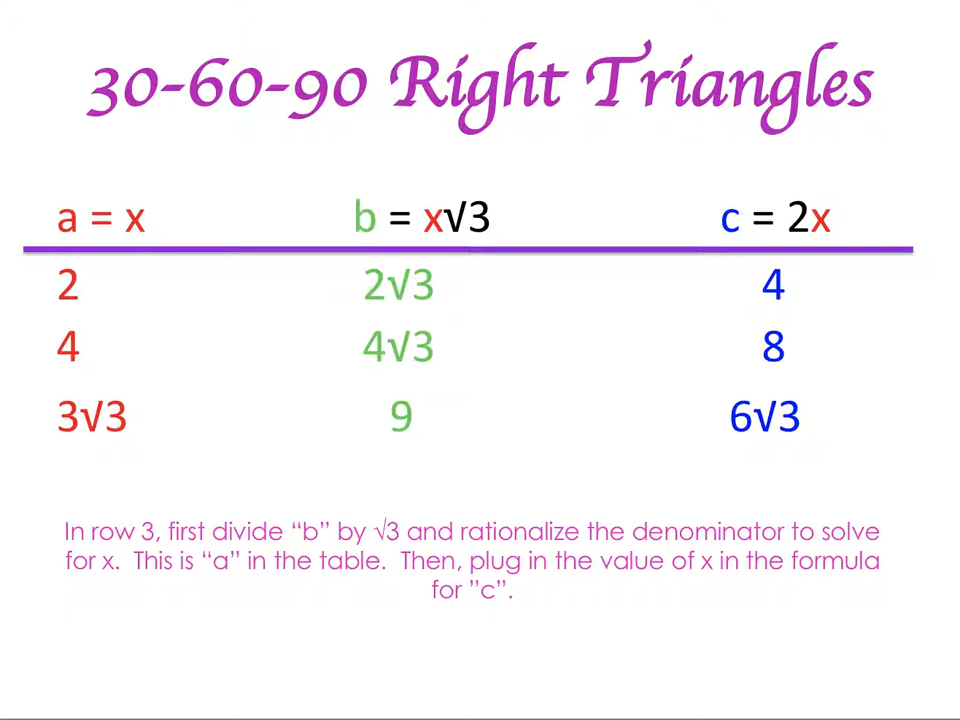 30-60-90 Right Triangles
a = x b = x√3 c = 2x
2 2√3 4
4 4√3 8
3√3 9 6√3
In row 3, first divide “b” by √3 and rationalize the denominator to solve
for x.  This is “a” in the table.  Then, plug in the value of x in the formula
for ”c”.